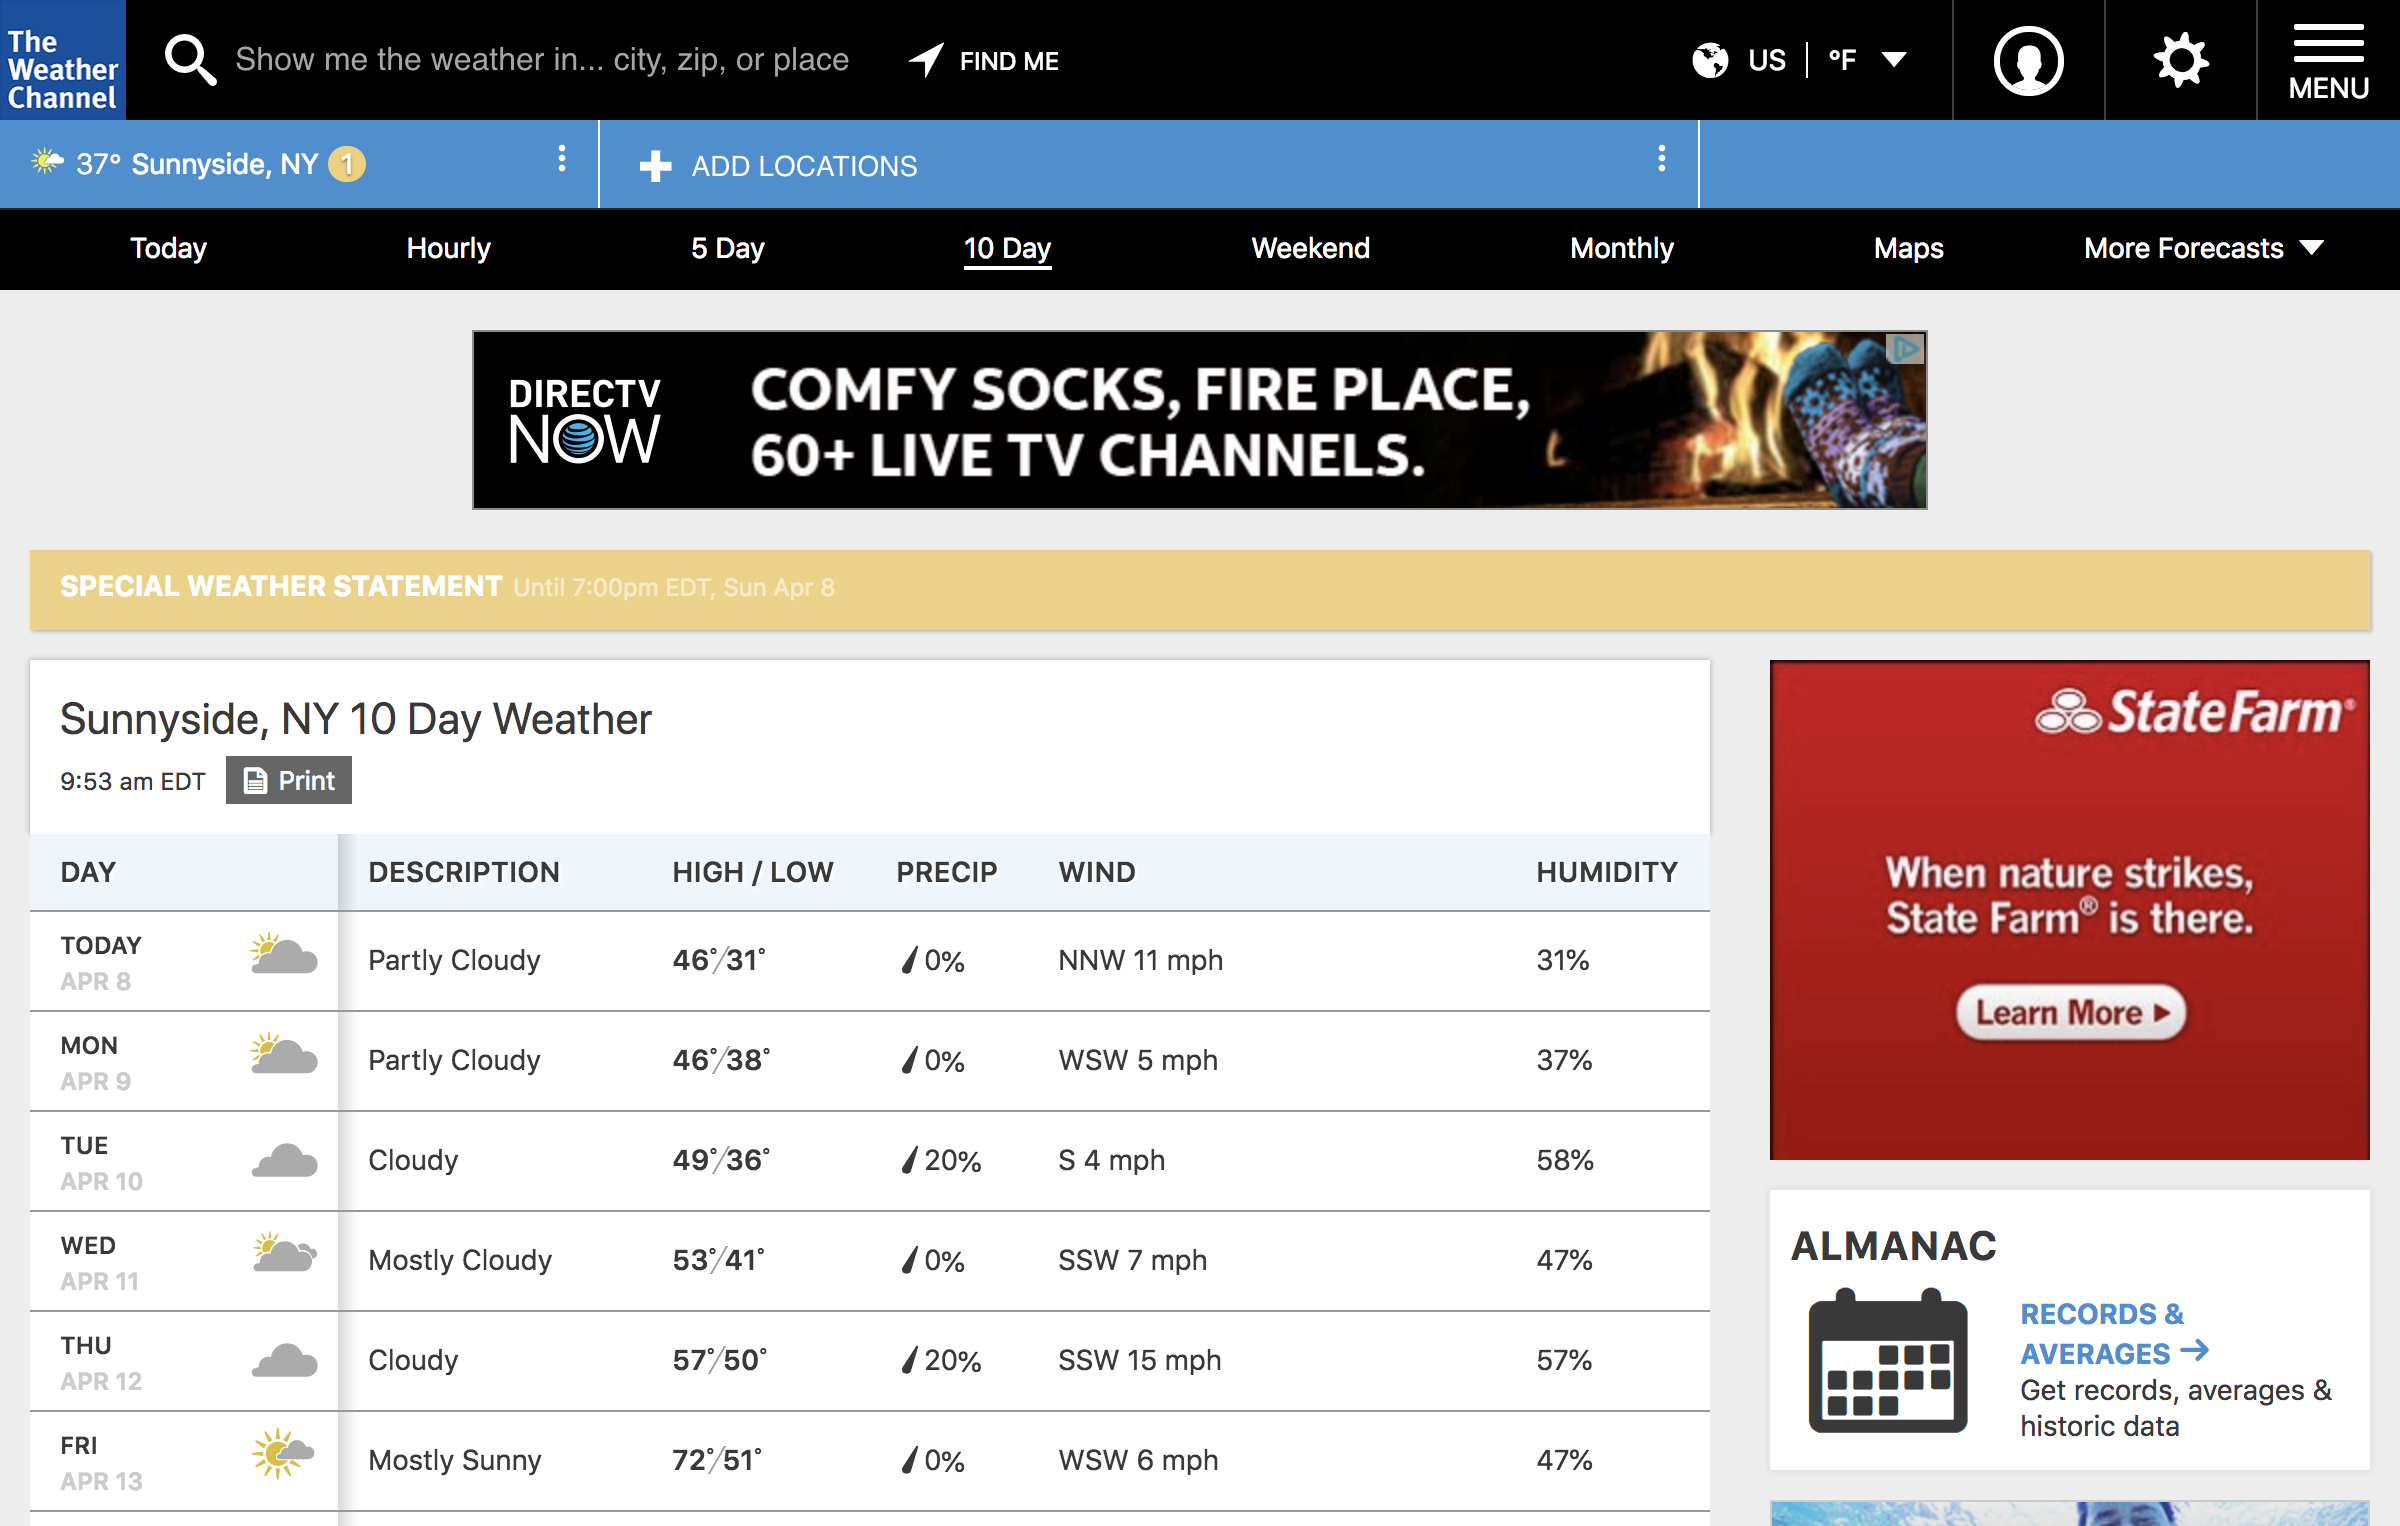 The
Weather
Channel
Show me the weather in... city, zip, or place
FIND ME
US
°F
MENU
37° Sunnyside, NY 1
ADD LOCATIONS
Today
Hourly
5 Day
10 Day
Weekend
Monthly
Maps
More Forecasts
DIRECTV
NOW
COMFY SOCKS, FIRE PLACE,
60+ LIVE TV CHANNELS.
SPECIAL WEATHER STATEMENT Until 7:00pm EDT, Sun Apr 8
Sunnyside, NY 10 Day Weather
9:53 am EDT Print
DAY DESCRIPTION HIGH / LOW PRECIP WIND HUMIDITY
TODAY
APR 8
Partly Cloudy 46°/31° 0% NNW 11 mph 31%
MON
APR 9
Partly Cloudy 46°/38° 0% WSW 5 mph 37%
TUE
APR 10
Cloudy 49°/36° 20% S 4 mph 58%
WED
APR 11
Mostly Cloudy 53°/41° 0% SSW 7 mph 47%
THU
APR 12
Cloudy 57°/50° 20% SSW 15 mph 57%
FRI
APR 13
Mostly Sunny 72°/51° 0% WSW 6 mph 47%
StateFarm®
When nature strikes,
State Farm® is there.
Learn More
ALMANAC
RECORDS &
AVERAGES
Get records, averages &
historic data